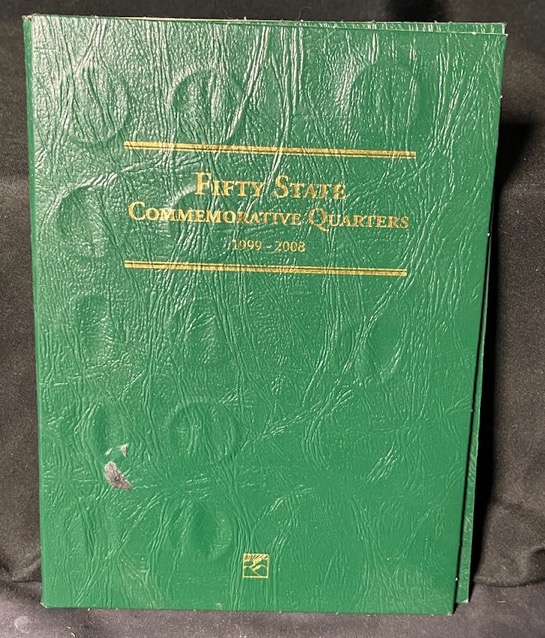 Fifty State
Commemorative Quarters
1999 - 2008